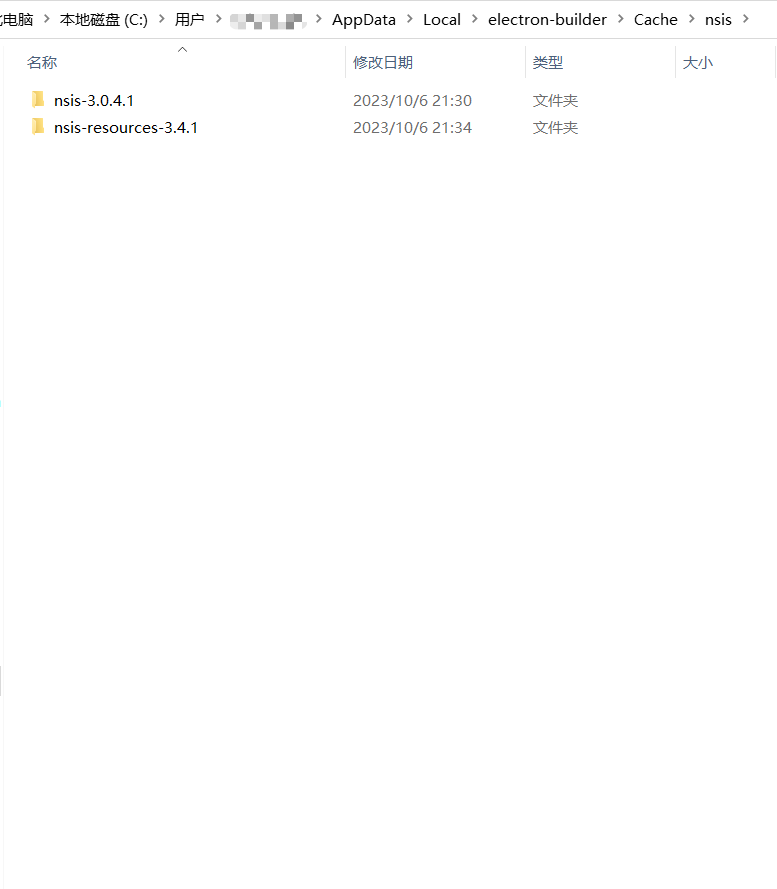 电脑 > 本地磁盘 (C:) > 用户 > > AppData > Local > electron-builder > Cache > nsis >
名称 修改日期 类型 大小
nsis-3.0.4.1 2023/10/6 21:30 文件夹
nsis-resources-3.4.1 2023/10/6 21:34 文件夹